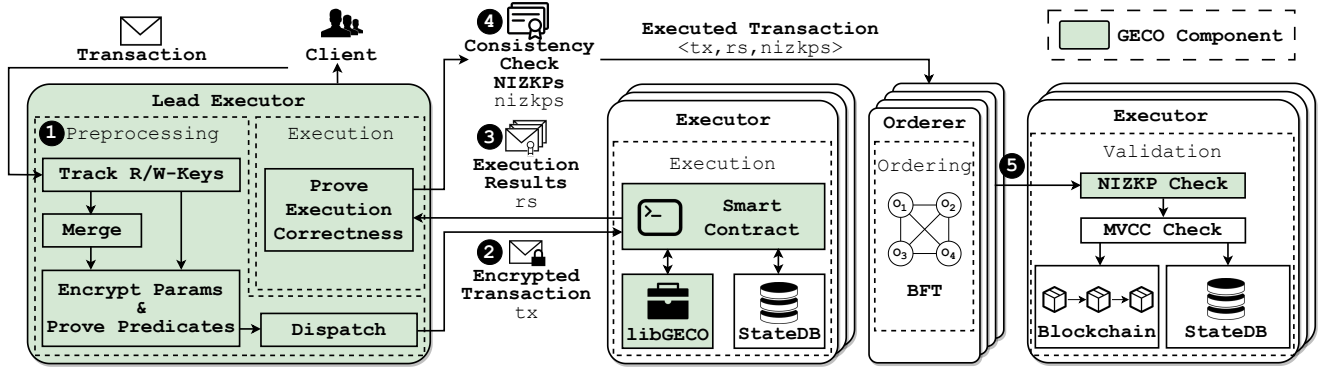 Transaction
Client
Lead Executor
1
Preprocessing
Track R/W-Keys
Merge
Encrypt Params
&
Prove Predicates
Dispatch
Execution
Prove
Execution
Correctness
4
Consistency
Check
NIZKPs
nizkps
3
Execution
Results
rs
2
Encrypted
Transaction
tx
Executed Transaction
<tx,rs,nizkps>
Executor
Execution
Smart
Contract
libGECO
StateDB
Orderer
Ordering
O1
O2
O3
O4
BFT
5
GECO Component
Executor
Validation
NIZKP Check
MVCC Check
Blockchain
StateDB